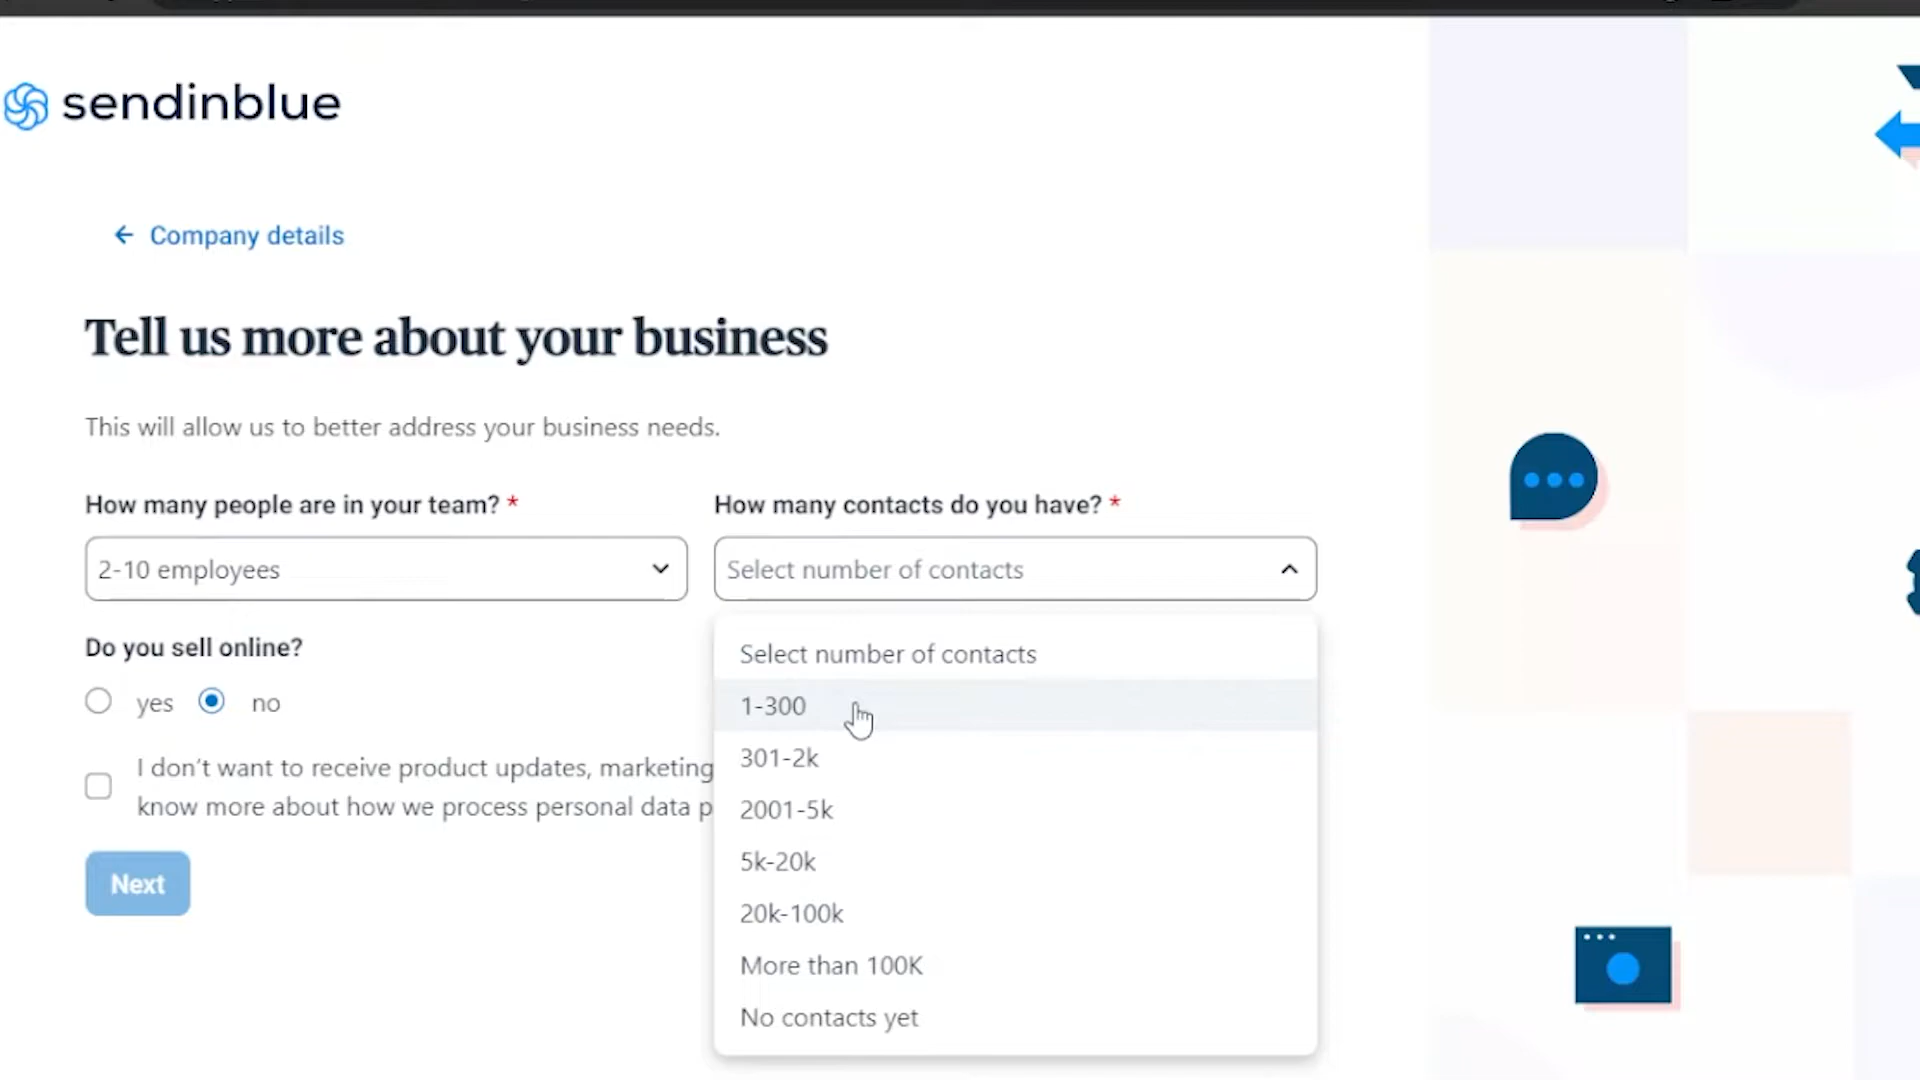 sendinblue
← Company details
Tell us more about your business
This will allow us to better address your business needs.
How many people are in your team? *
2-10 employees
How many contacts do you have? *
Select number of contacts
Select number of contacts
1-300
301-2k
2001-5k
5k-20k
20k-100k
More than 100K
No contacts yet
Do you sell online?
yes no
I don’t want to receive product updates, marketing
know more about how we process personal data p
Next